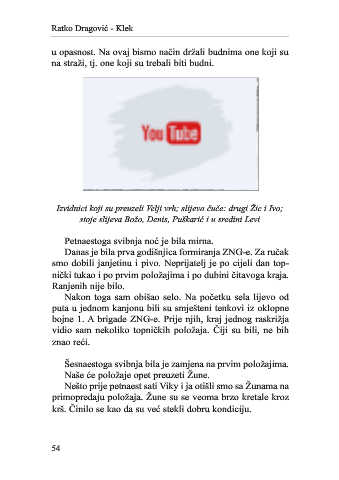 Ratko Dragović - Klek
u opasnost. Na ovaj bismo način držali budnima one koji su
na straži, tj. one koji su trebali biti budni.
You Tube
Izvidnici koji su preuzeli Velji vrh; slijeva čuče: drugi Žic i Ivo;
stoje slijeva Božo, Denis, Puškarić i u sredini Levi
Petnaestoga svibnja noć je bila mirna.
Danas je bila prva godišnjica formiranja ZNG-e. Za ručak
smo dobili janjetinu i pivo. Neprijatelj je po cijeli dan top-
nički tukao i po prvim položajima i po dubini čitavoga kraja.
Ranjenih nije bilo.
Nakon toga sam obišao selo. Na početku sela lijevo od
puta u jednom kanjonu bili su smješteni tenkovi iz oklopne
bojne 1. A brigade ZNG-e. Prije njih, kraj jednog raskrižja
vidio sam nekoliko topničkih položaja. Čiji su bili, ne bih
znao reći.
Šesnaestoga svibnja bila je zamjena na prvim položajima.
Naše će položaje opet preuzeti Žune.
Nešto prije petnaest sati Viky i ja otišli smo sa Žunama na
primopredaju položaja. Žune su se veoma brzo kretale kroz
krš. Činilo se kao da su već stekli dobru kondiciju.
54